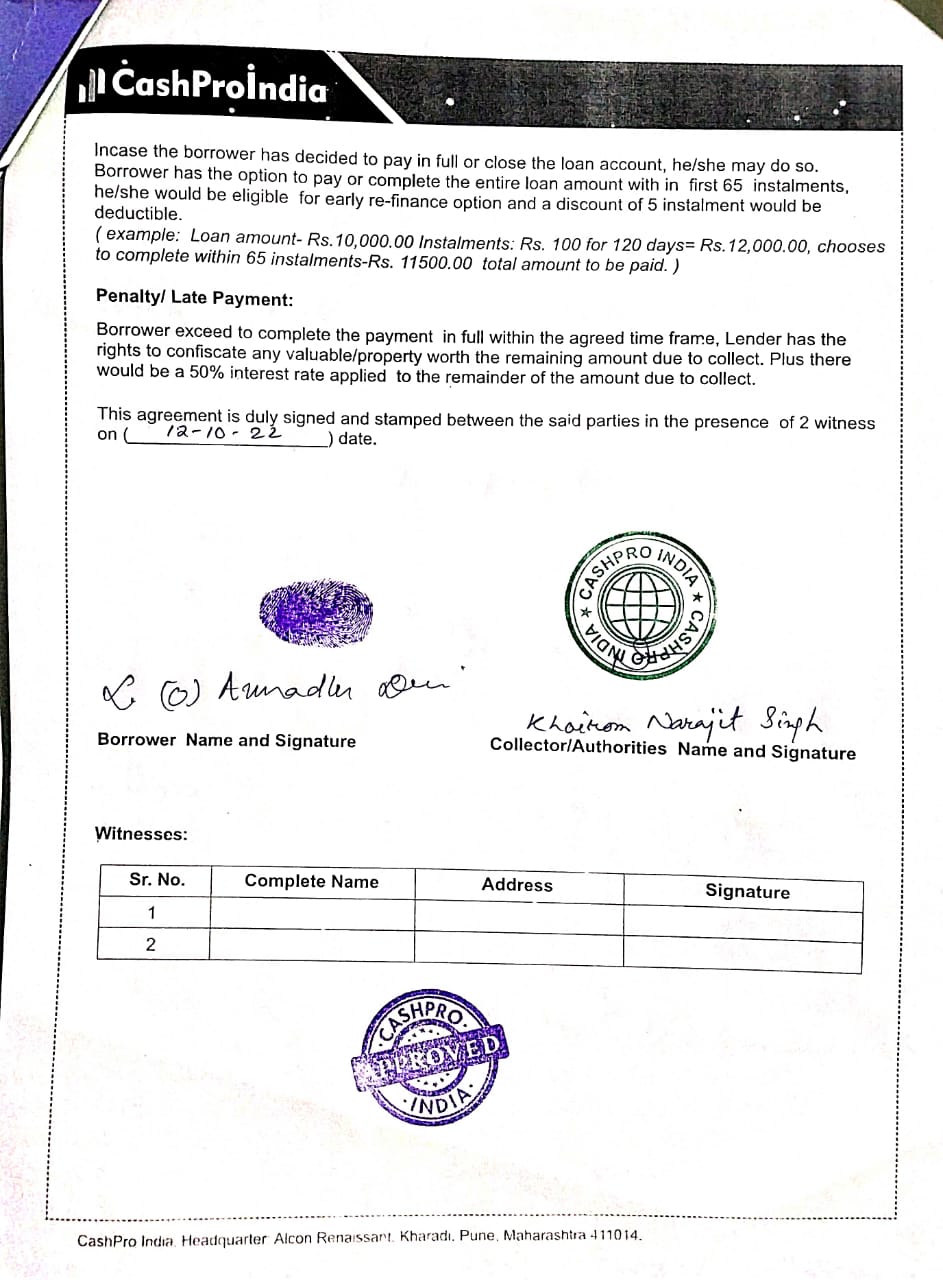 CashProIndia
Incase the borrower has decided to pay in full or close the loan account, he/she may do so.
Borrower has the option to pay or complete the entire loan amount with in first 65 instalments,
he/she would be eligible for early re-finance option and a discount of 5 instalment would be
deductible.
( example: Loan amount- Rs.10,000.00 Instalments: Rs. 100 for 120 days= Rs.12,000.00, chooses
to complete within 65 instalments-Rs. 11500.00 total amount to be paid. )
Penalty/ Late Payment:
Borrower exceed to complete the payment in full within the agreed time frame, Lender has the
rights to confiscate any valuable/property worth the remaining amount due to collect. Plus there
would be a 50% interest rate applied to the remainder of the amount due to collect.
This agreement is duly signed and stamped between the said parties in the presence of 2 witness
on ( 12-10-22 ) date.
★ CASHPRO INDIA ★ CASHPRO INDIA
L. (O)
Khairom Narajit Singh
Borrower Name and Signature
Collector/Authorities Name and Signature
Witnesses:
Sr. No. Complete Name Address Signature
1
2
CASHPRO
APPROVED
INDIA
CashPro India, Headquarter Alcon Renaissant, Kharadi, Pune, Maharashtra 411014.